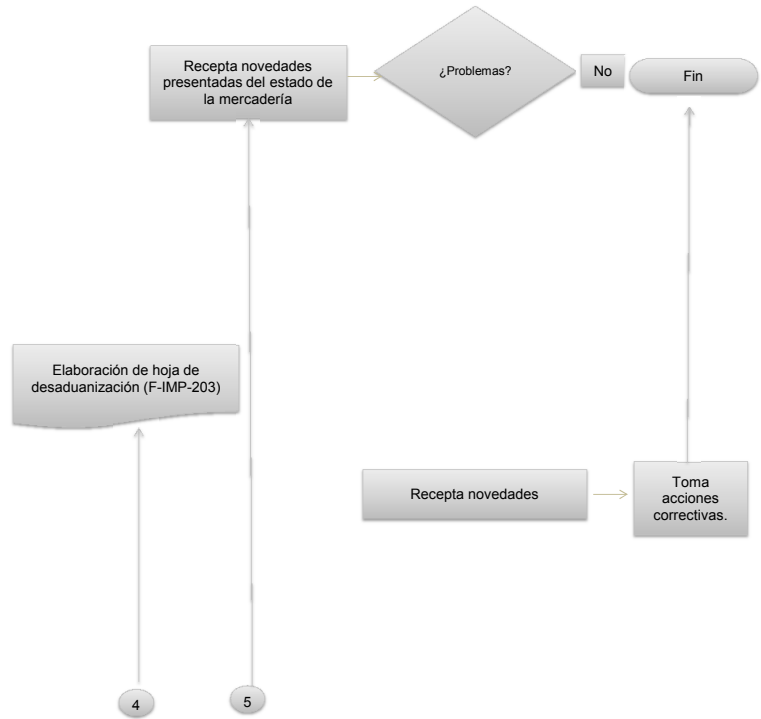 Recepta novedades
presentadas del estado de
la mercadería
¿Problemas?
No
Fin
Elaboración de hoja de
desaduanización (F-IMP-203)
Recepta novedades
Toma
acciones
correctivas.
4
5